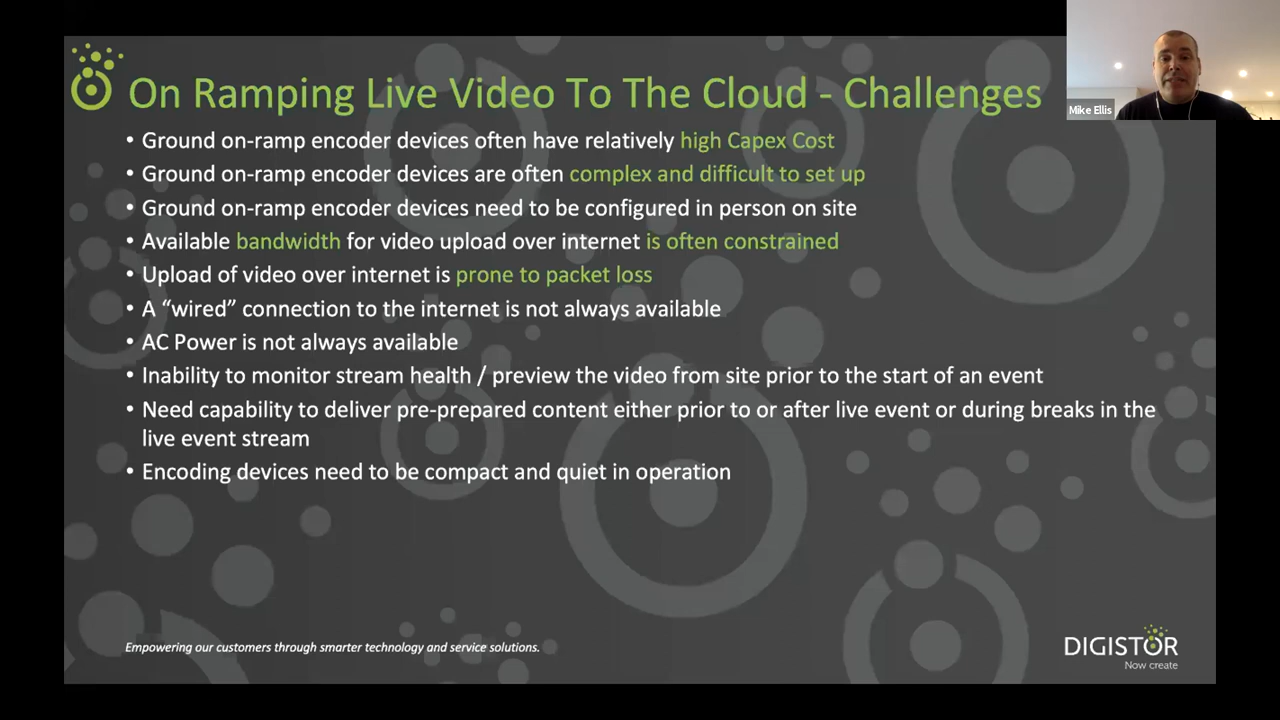 On Ramping Live Video To The Cloud - Challenges
Mike Ellis
• Ground on-ramp encoder devices often have relatively high Capex Cost
• Ground on-ramp encoder devices are often complex and difficult to set up
• Ground on-ramp encoder devices need to be configured in person on site
• Available bandwidth for video upload over internet is often constrained
• Upload of video over internet is prone to packet loss
• A “wired” connection to the internet is not always available
• AC Power is not always available
• Inability to monitor stream health / preview the video from site prior to the start of an event
• Need capability to deliver pre-prepared content either prior to or after live event or during breaks in the
live event stream
• Encoding devices need to be compact and quiet in operation
Empowering our customers through smarter technology and service solutions.
DIGISTOR
Now create